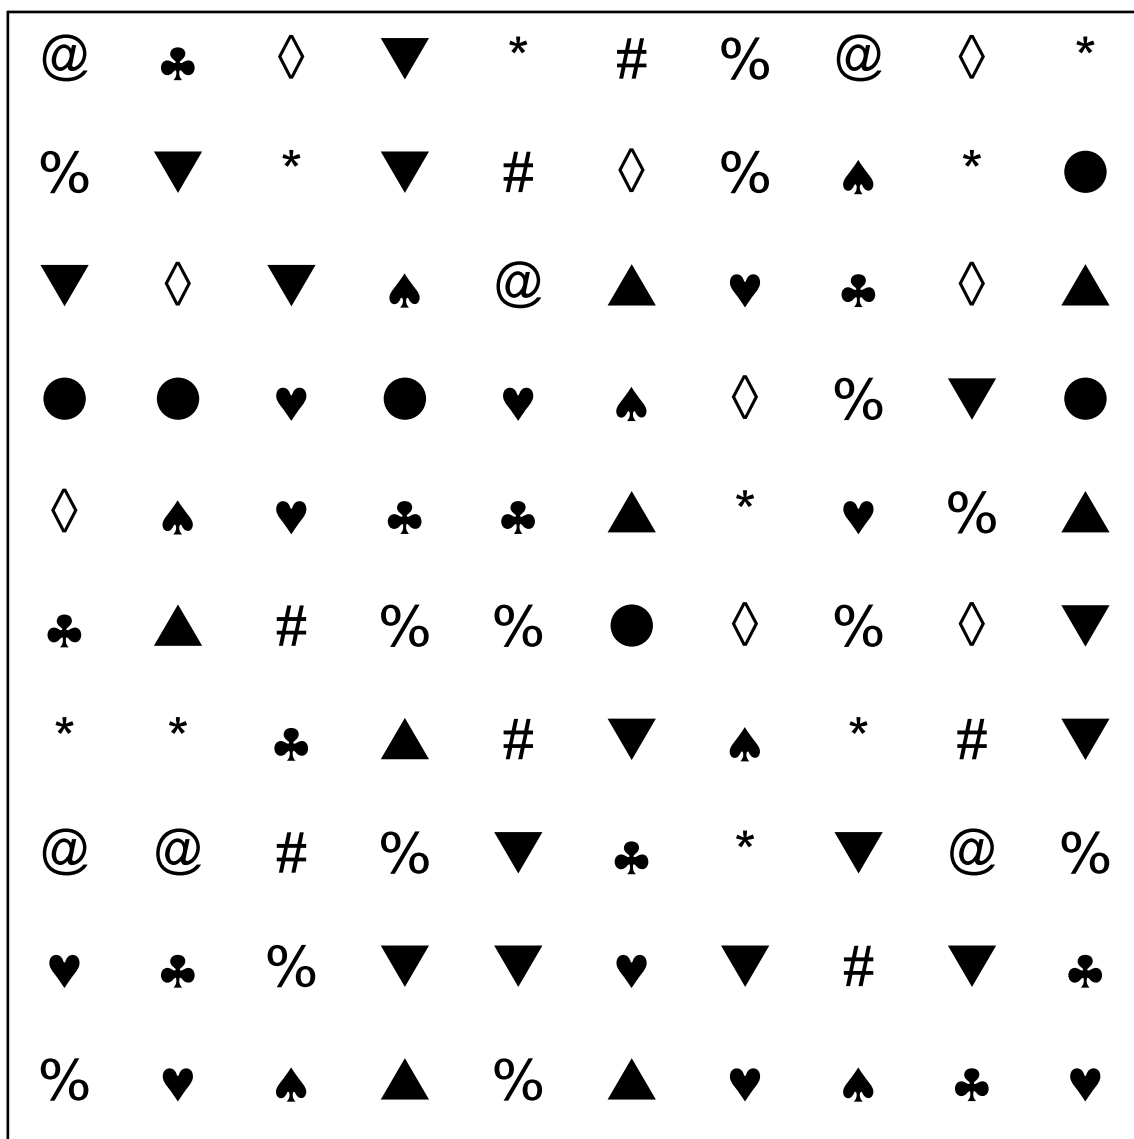 @ ♣ ◊ ▼ * # % @ ◊ *
% ▼ * ▼ # ◊ % ♠ * ●
▼ ◊ ▼ ♠ @ ▲ ♥ ♣ ◊ ▲
● ● ♥ ● ♥ ♠ ◊ % ▼ ●
◊ ♠ ♥ ♣ ♣ ▲ * ♥ % ▲
♣ ▲ # % % ● ◊ % ◊ ▼
* * ♣ ▲ # ▼ ♠ * # ▼
@ @ # % ▼ ♣ * ▼ @ %
♥ ♣ % ▼ ▼ ♥ ▼ # ▼ ♣
% ♥ ♠ ▲ % ▲ ♥ ♠ ♣ ♥